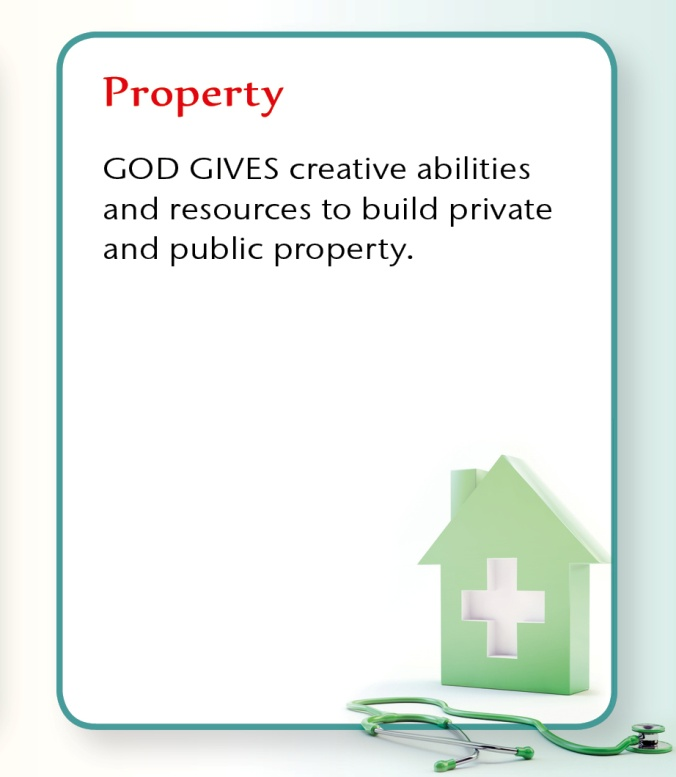 Property
GOD GIVES creative abilities
and resources to build private
and public property.